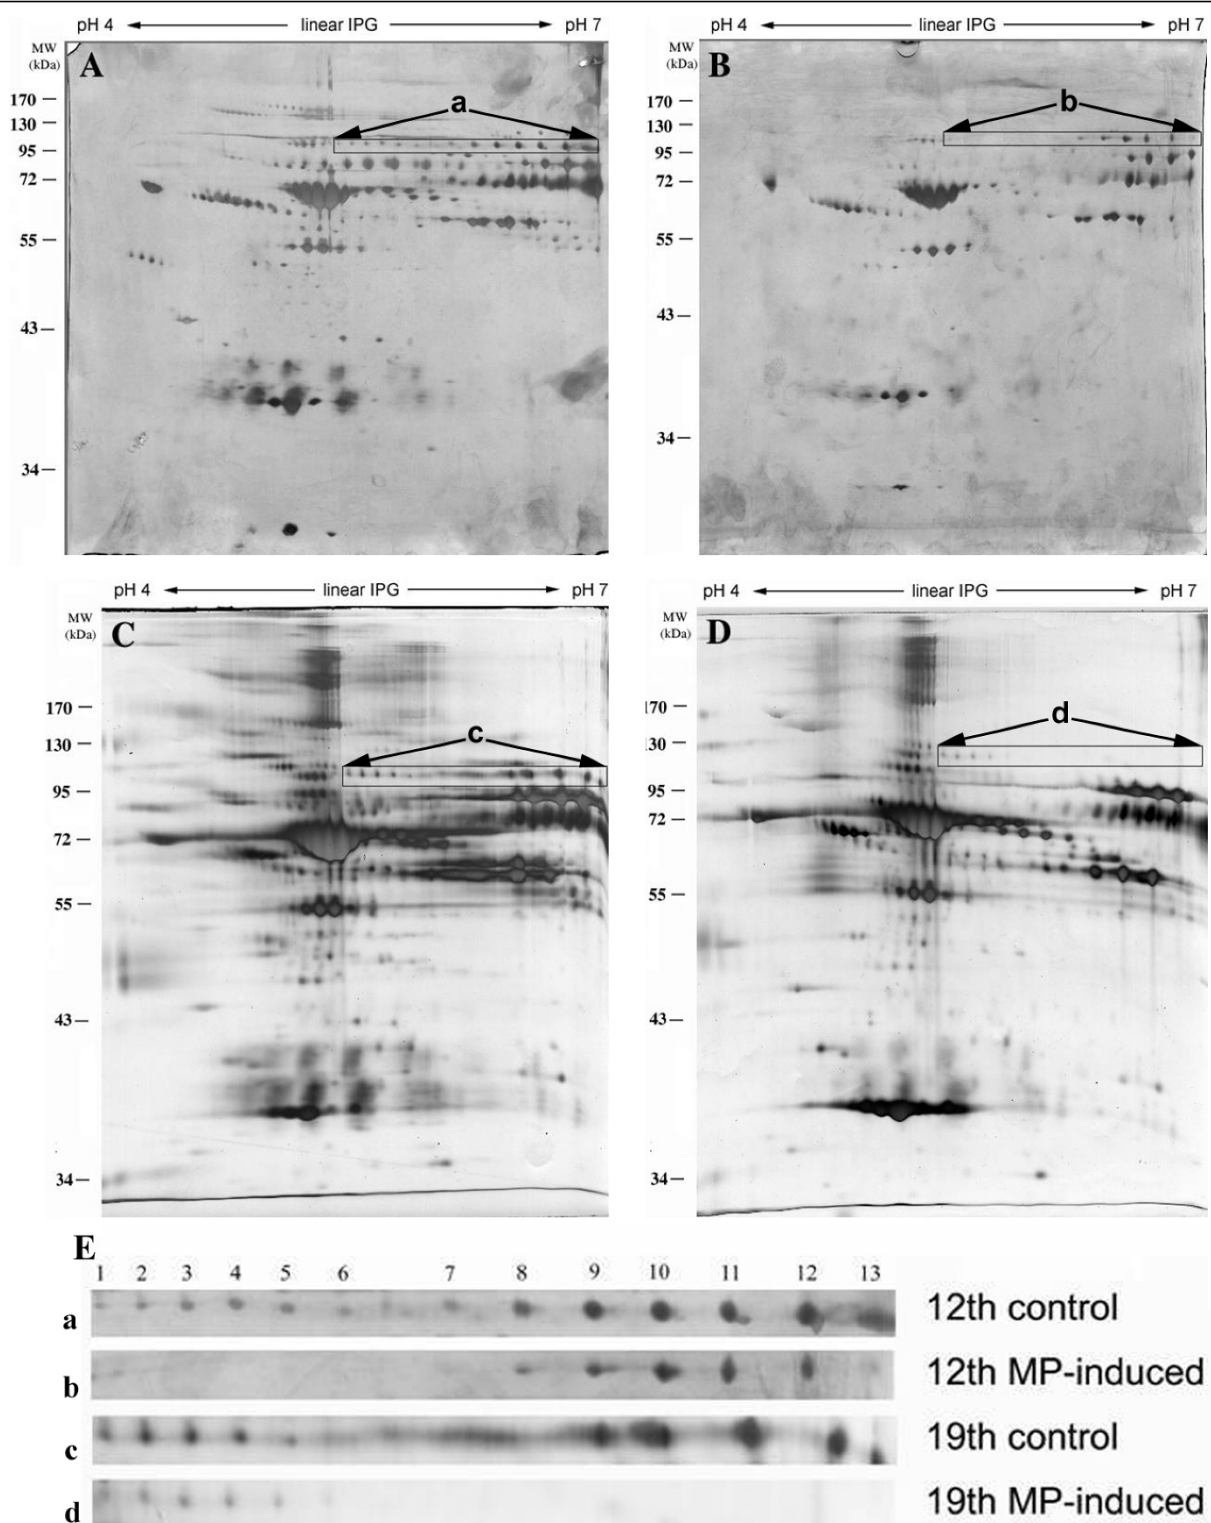 pH 4 linear IPG pH 7
MW
(kDa)
A
a
170
130
95
72
55
43
34
pH 4 linear IPG pH 7
MW
(kDa)
B
b
170
130
95
72
55
43
34
pH 4 linear IPG pH 7
MW
(kDa)
C
c
170
130
95
72
55
43
34
pH 4 linear IPG pH 7
MW
(kDa)
D
d
170
130
95
72
55
43
34
E
1 2 3 4 5 6 7 8 9 10 11 12 13
a 12th control
b 12th MP-induced
c 19th control
d 19th MP-induced